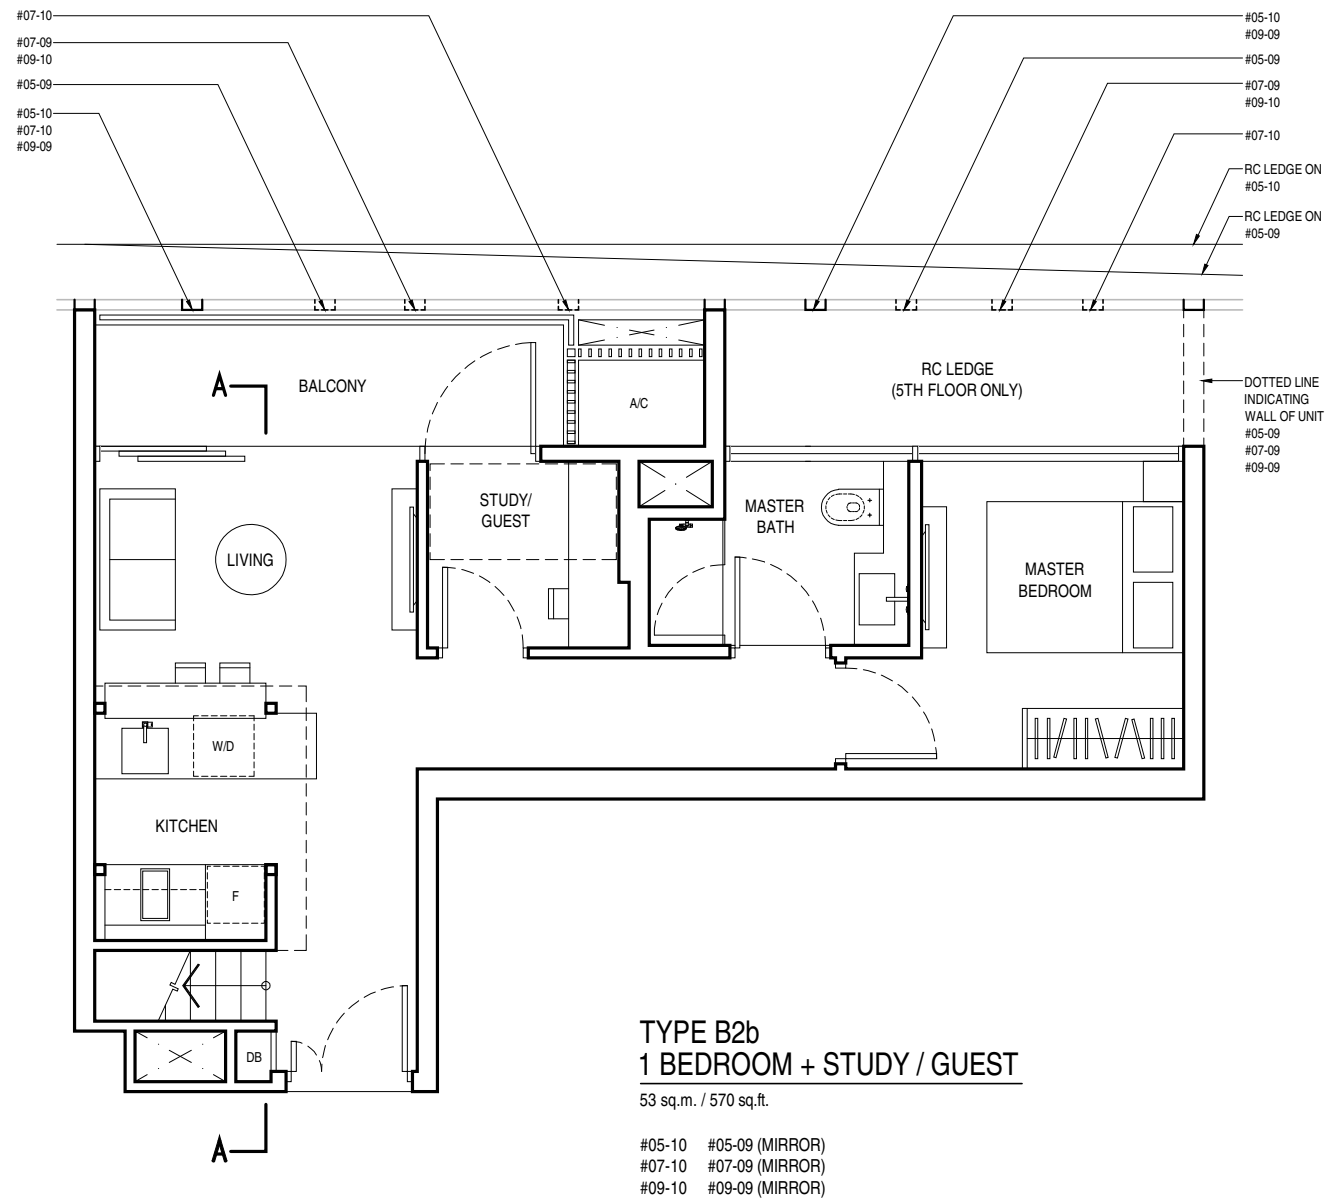 #07-10
#07-09
#09-10
#05-09
#05-10
#07-10
#09-09
#05-10
#09-09
#05-09
#07-09
#09-10
#07-10
RC LEDGE ON
#05-10
RC LEDGE ON
#05-09
DOTTED LINE
INDICATING
WALL OF UNIT
#05-09
#07-09
#09-09
A
BALCONY
A/C
RC LEDGE
(5TH FLOOR ONLY)
STUDY/
GUEST
MASTER
BATH
LIVING
MASTER
BEDROOM
W/D
KITCHEN
F
DB
A
TYPE B2b
1 BEDROOM + STUDY / GUEST
53 sq.m. / 570 sq.ft.
#05-10 #05-09 (MIRROR)
#07-10 #07-09 (MIRROR)
#09-10 #09-09 (MIRROR)